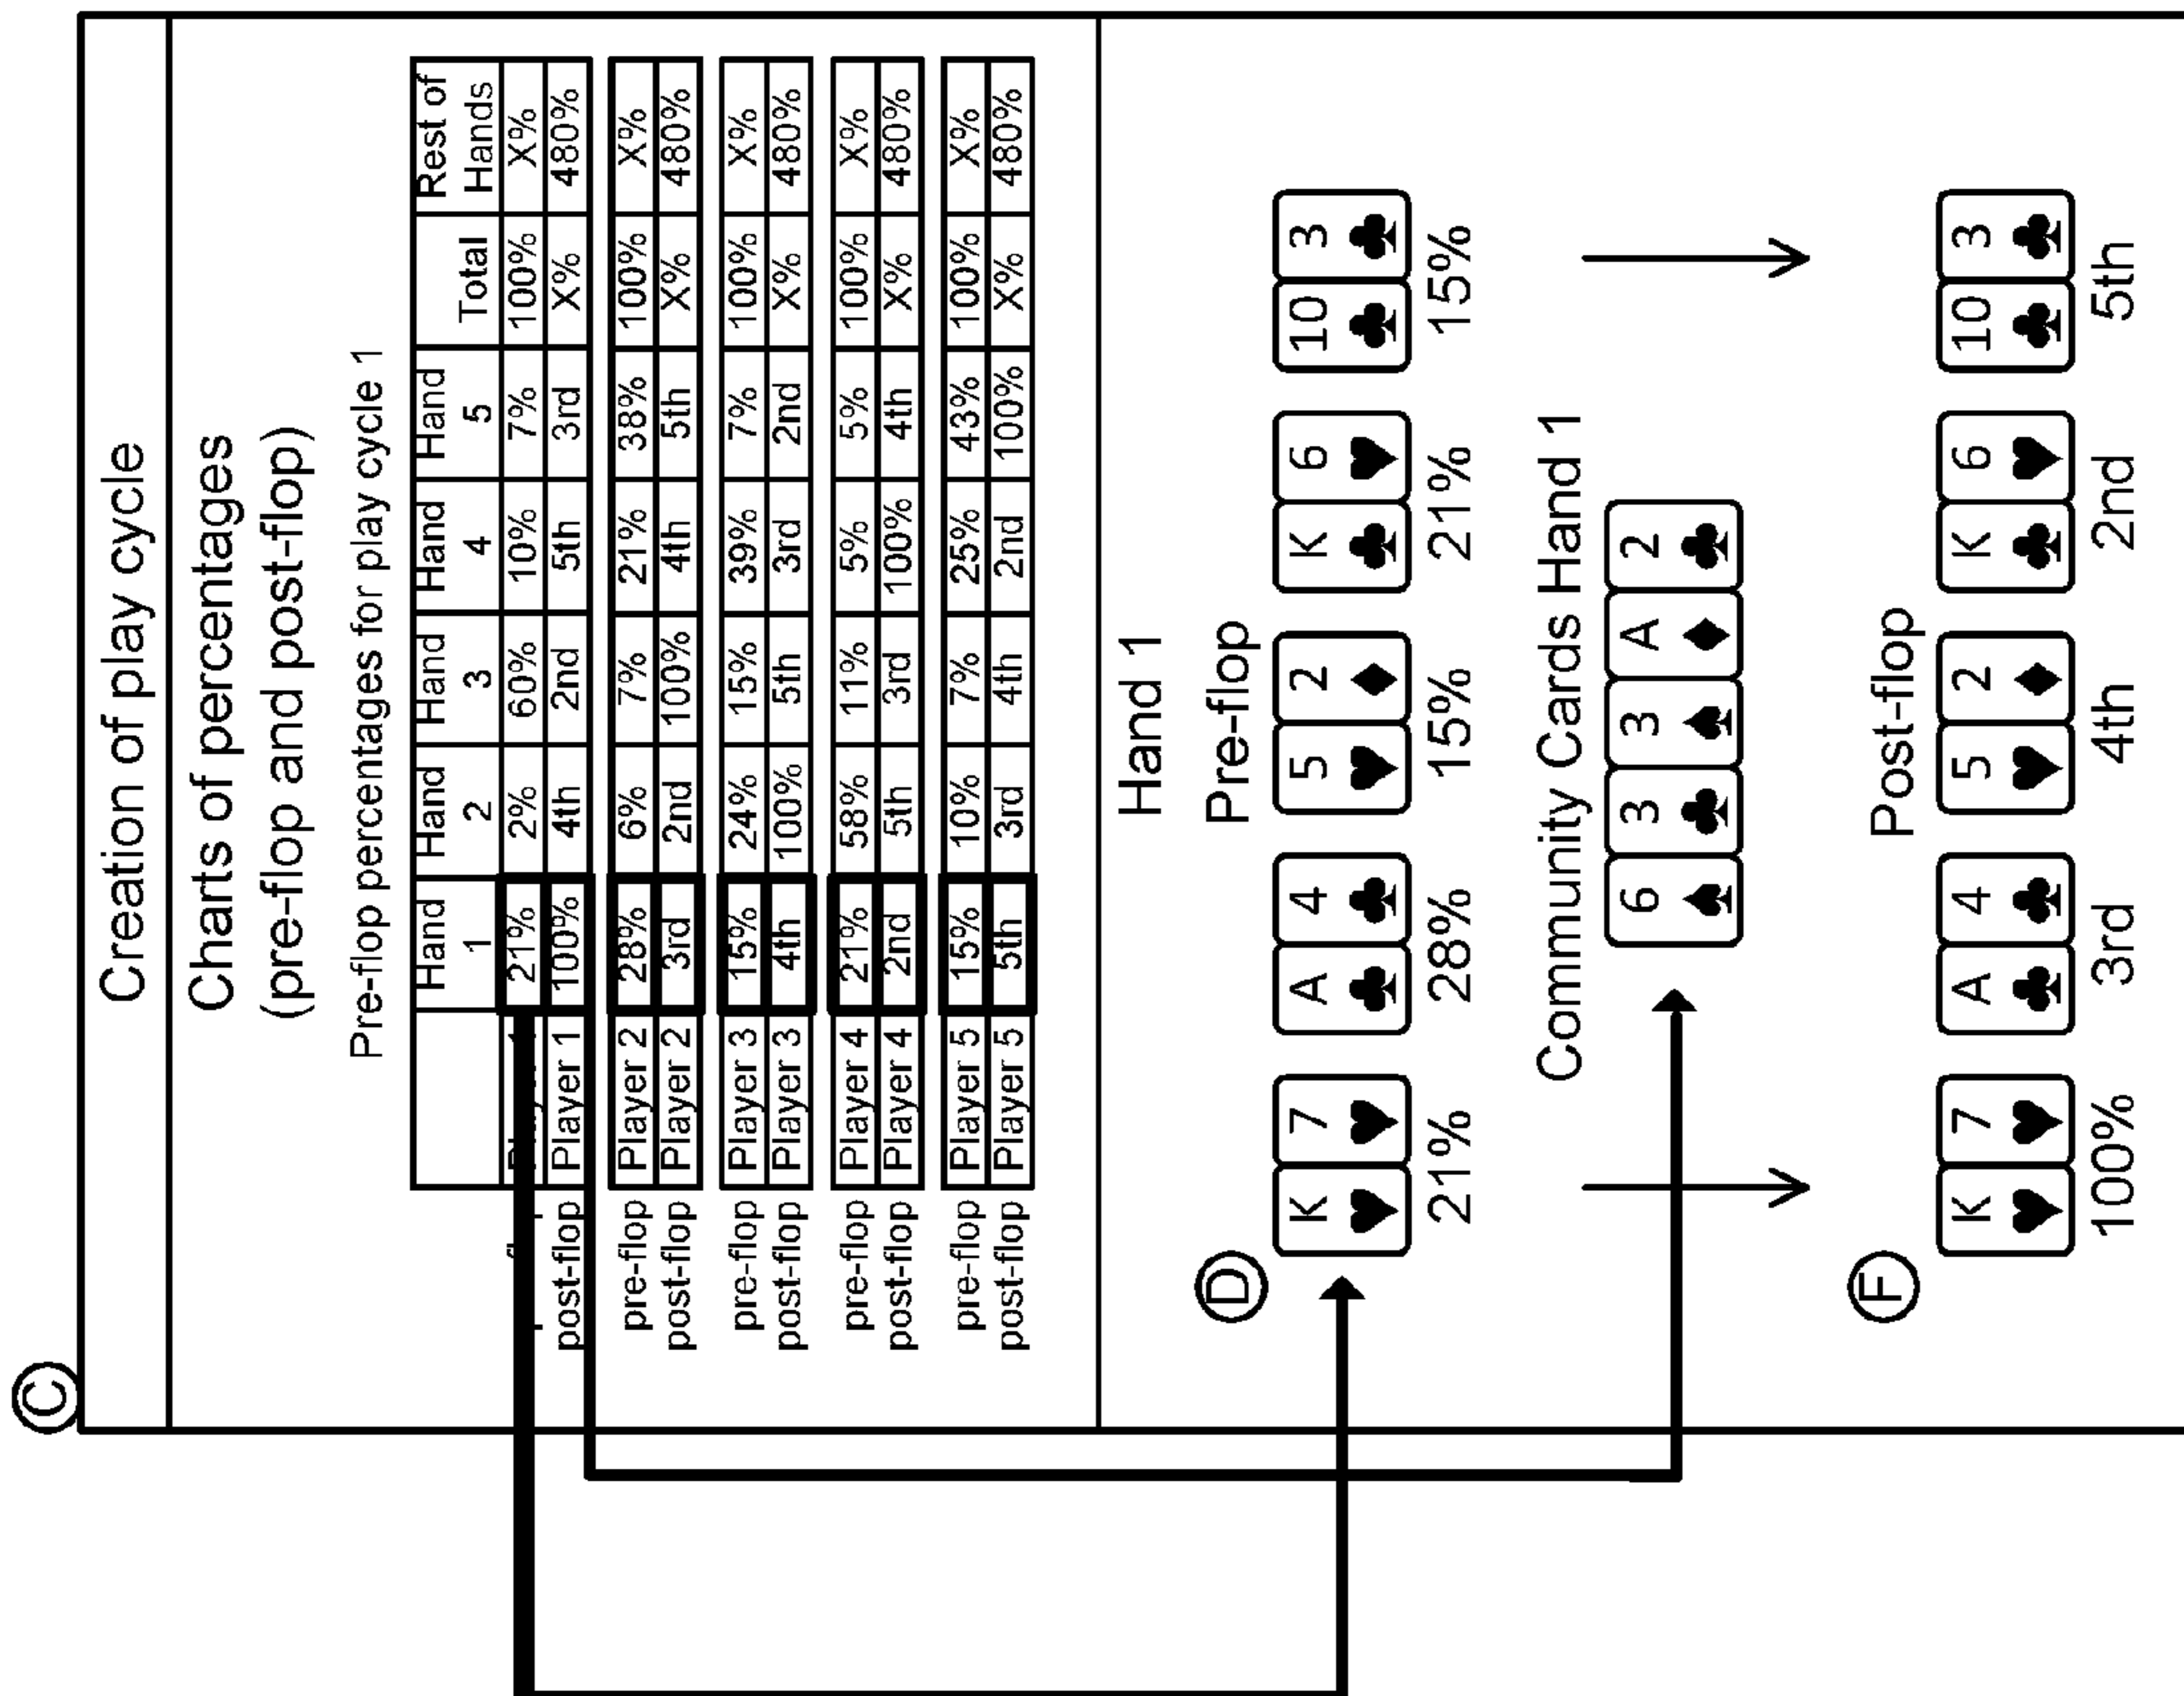 C
Creation of play cycle
Charts of percentages
(pre-flop and post-flop)
Pre-flop percentages for play cycle 1
Hand 1 Hand 2 Hand 3 Hand 4 Hand 5 Total Rest of Hands
21% 2% 60% 10% 7% 100% X%
post-flop Player 1 100% 4th 2nd 5th 3rd X% 480%
pre-flop Player 2 28% 6% 7% 21% 38% 100% X%
post-flop Player 2 3rd 2nd 100% 4th 5th X% 480%
pre-flop Player 3 15% 24% 15% 39% 7% 100% X%
post-flop Player 3 4th 100% 5th 3rd 2nd X% 480%
pre-flop Player 4 21% 58% 11% 5% 5% 100% X%
post-flop Player 4 2nd 5th 3rd 100% 4th X% 480%
pre-flop Player 5 15% 10% 7% 25% 43% 100% X%
post-flop Player 5 5th 3rd 4th 2nd 100% X% 480%
Hand 1
D Pre-flop
K 7 A 4 5 2 K 6 10 3
21% 28% 15% 21% 15%
Community Cards Hand 1
6 3 3 A 2
F Post-flop
K 7 A 4 5 2 K 6 10 3
100% 3rd 4th 2nd 5th